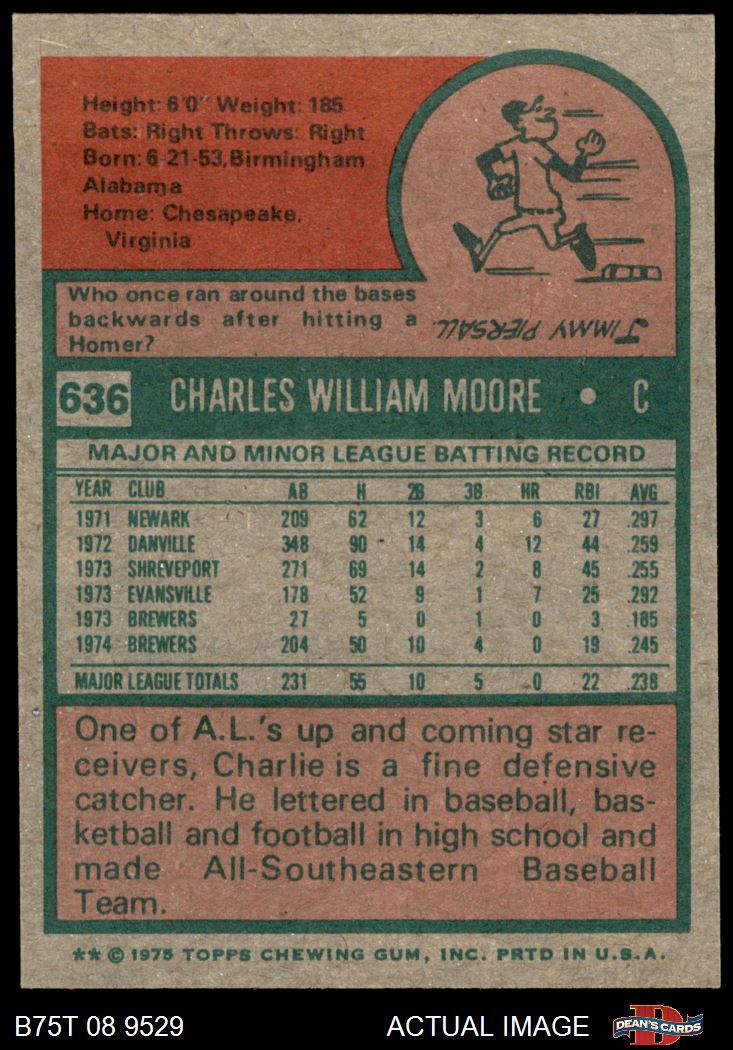 Height: 6'0" Weight: 185
Bats: Right Throws: Right
Born: 6-21-53, Birmingham
Alabama
Home: Chesapeake,
Virginia
Who once ran around the bases
backwards after hitting a
Homer?
JIMMY PIERSALL.
636 CHARLES WILLIAM MOORE • C
MAJOR AND MINOR LEAGUE BATTING RECORD
YEAR CLUB AB H 2B 3B HR RBI AVG
1971 NEWARK 209 62 12 3 6 27 .297
1972 DANVILLE 348 90 14 4 12 44 .259
1973 SHREVEPORT 271 69 14 2 8 45 .255
1973 EVANSVILLE 178 52 9 1 7 25 .292
1973 BREWERS 27 5 0 1 0 3 .185
1974 BREWERS 204 50 10 4 0 19 .245
MAJOR LEAGUE TOTALS 231 55 10 5 0 22 .238
One of A.L.'s up and coming star re-
ceivers, Charlie is a fine defensive
catcher. He lettered in baseball, bas-
ketball and football in high school and
made All-Southeastern Baseball
Team.
** © 1975 TOPPS CHEWING GUM, INC. PRTD IN U.S.A.
B75T 08 9529 ACTUAL IMAGE
D
DEAN'S CARDS